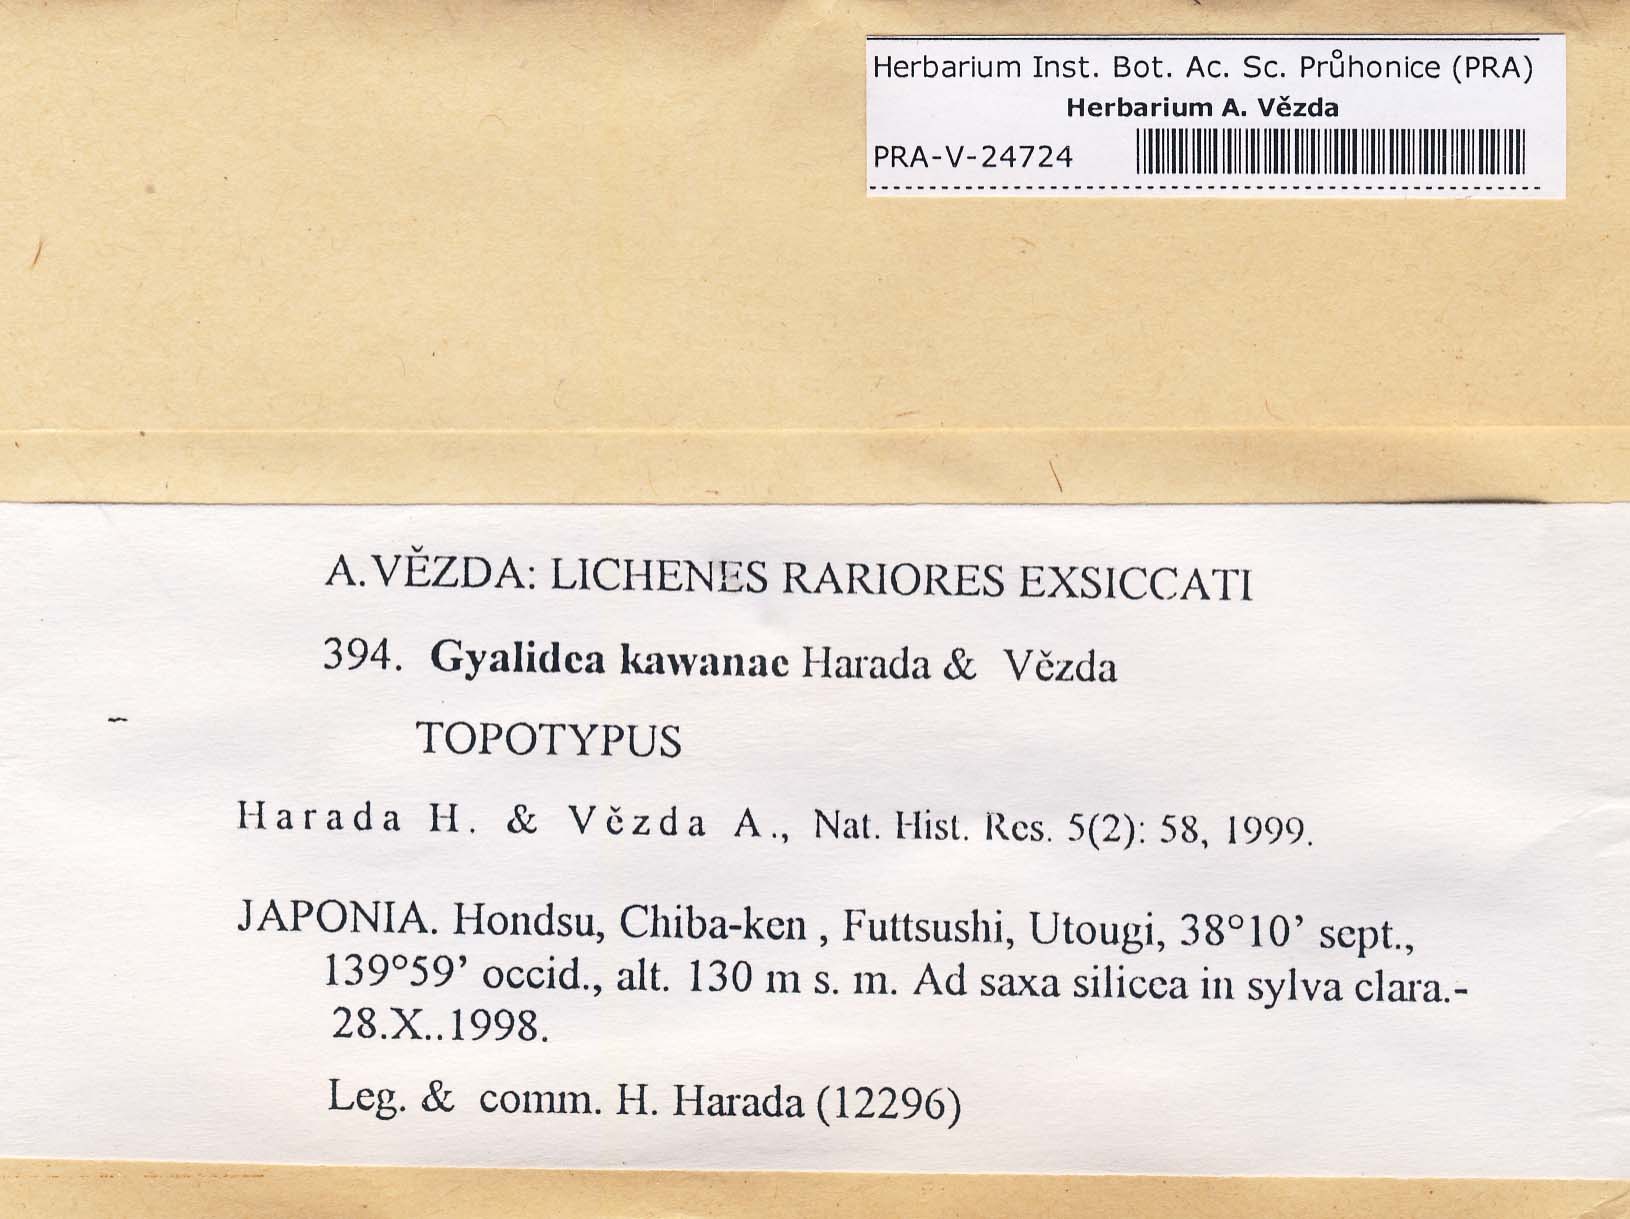 Herbarium Inst. Bot. Ac. Sc. Průhonice (PRA)
Herbarium A. Vězda
PRA-V-24724
A. VĚZDA: LICHENES RARIORES EXSICCATI
394. Gyalidea kawanae Harada & Vězda
TOPOTYPUS
Harada H. & Vězda A., Nat. Hist. Res. 5(2): 58, 1999.
JAPONIA. Hondsu, Chiba-ken , Futtsushi, Utougi, 38°10’ sept.,
139°59’ occid., alt. 130 m s. m. Ad saxa silicea in sylva clara.-
28.X..1998.
Leg. & comm. H. Harada (12296)